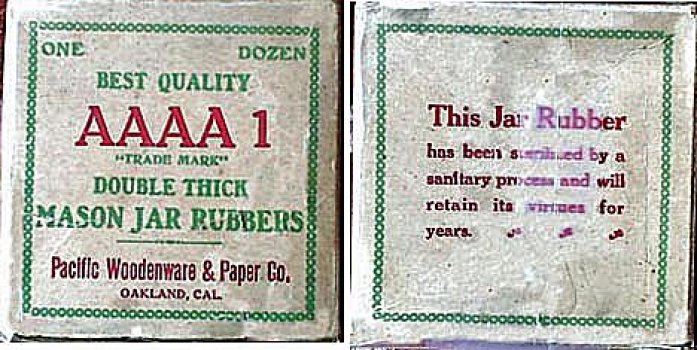 ONE DOZEN
BEST QUALITY
AAAA 1
"TRADE MARK"
DOUBLE THICK
MASON JAR RUBBERS
Pacific Woodenware & Paper Co.
OAKLAND, CAL.
This Jar Rubber
has been by a
sanitary process and will
retain its virtues for
years.